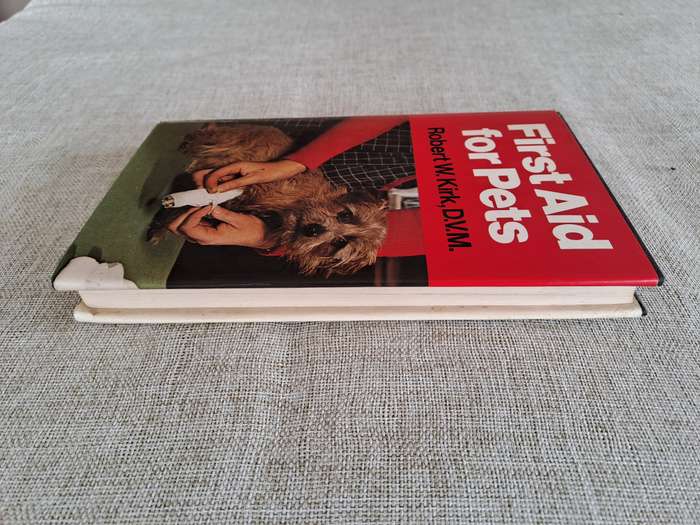 First Aid
for Pets
Robert W. Kirk, D.V.M.